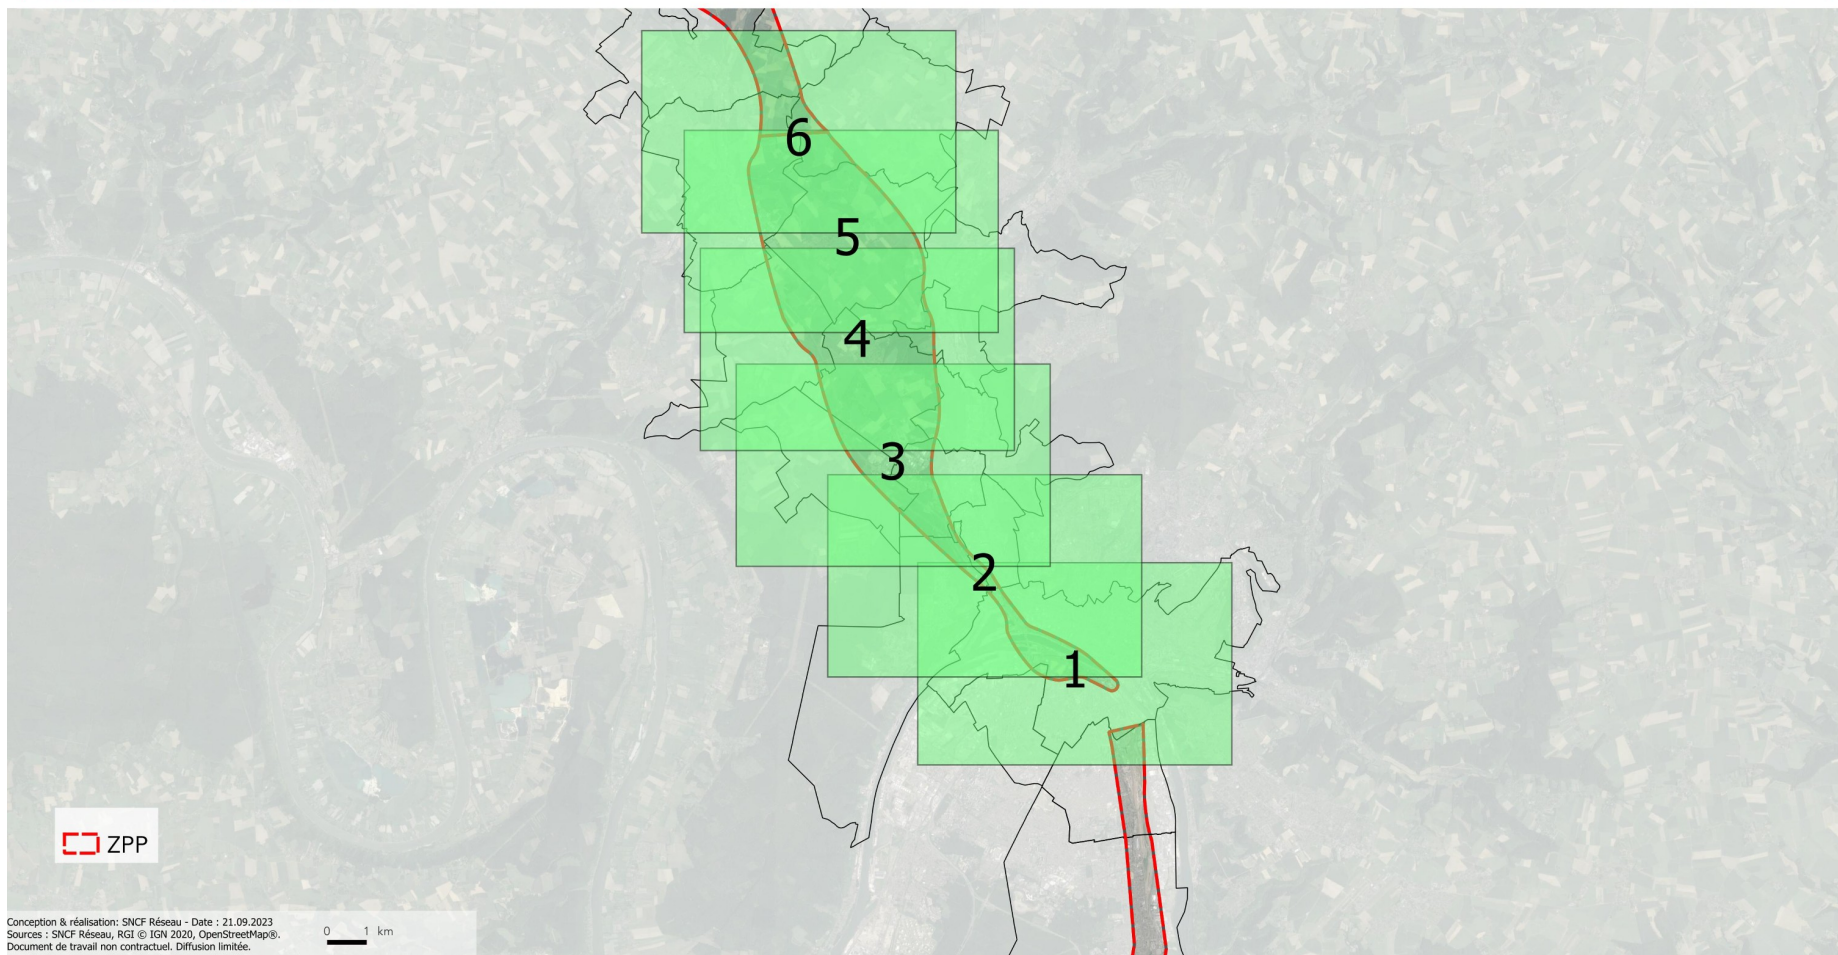 6
5
4
3
2
1
ZPP
Conception & réalisation: SNCF Réseau - Date : 21.09.2023
Sources : SNCF Réseau, RGI © IGN 2020, OpenStreetMap®.
Document de travail non contractuel. Diffusion limitée.
0 1 km